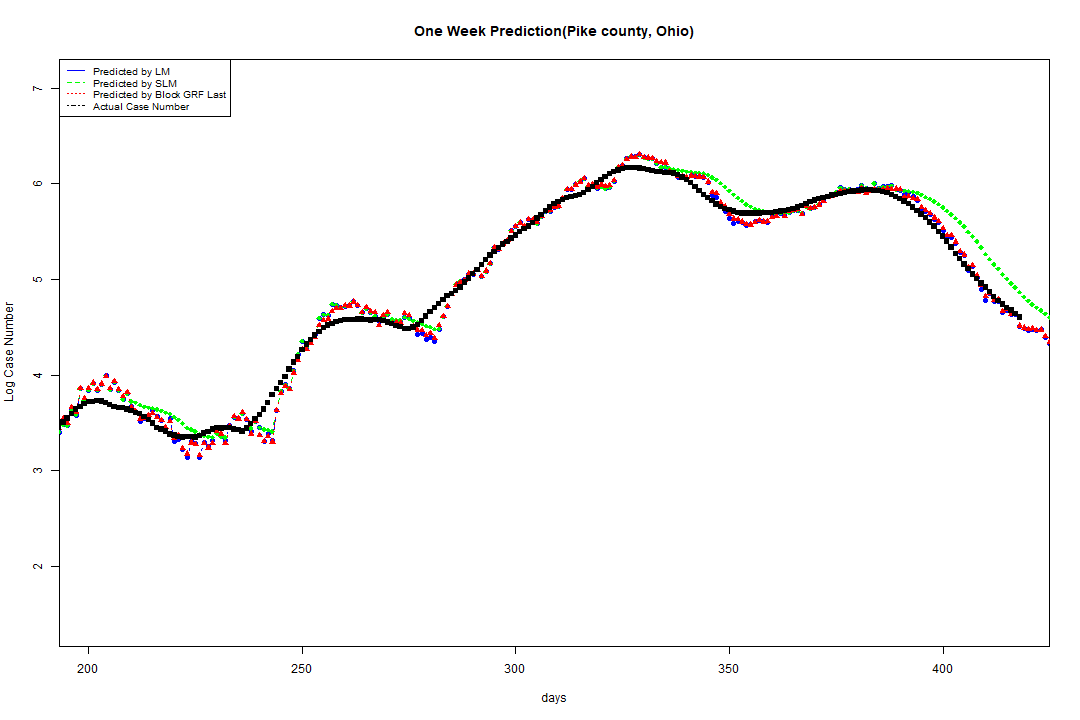 One Week Prediction(Pike county, Ohio)
Predicted by LM
Predicted by SLM
Predicted by Block GRF Last
Actual Case Number
7
6
5
4
3
2
Log Case Number
200 250 300 350 400
days